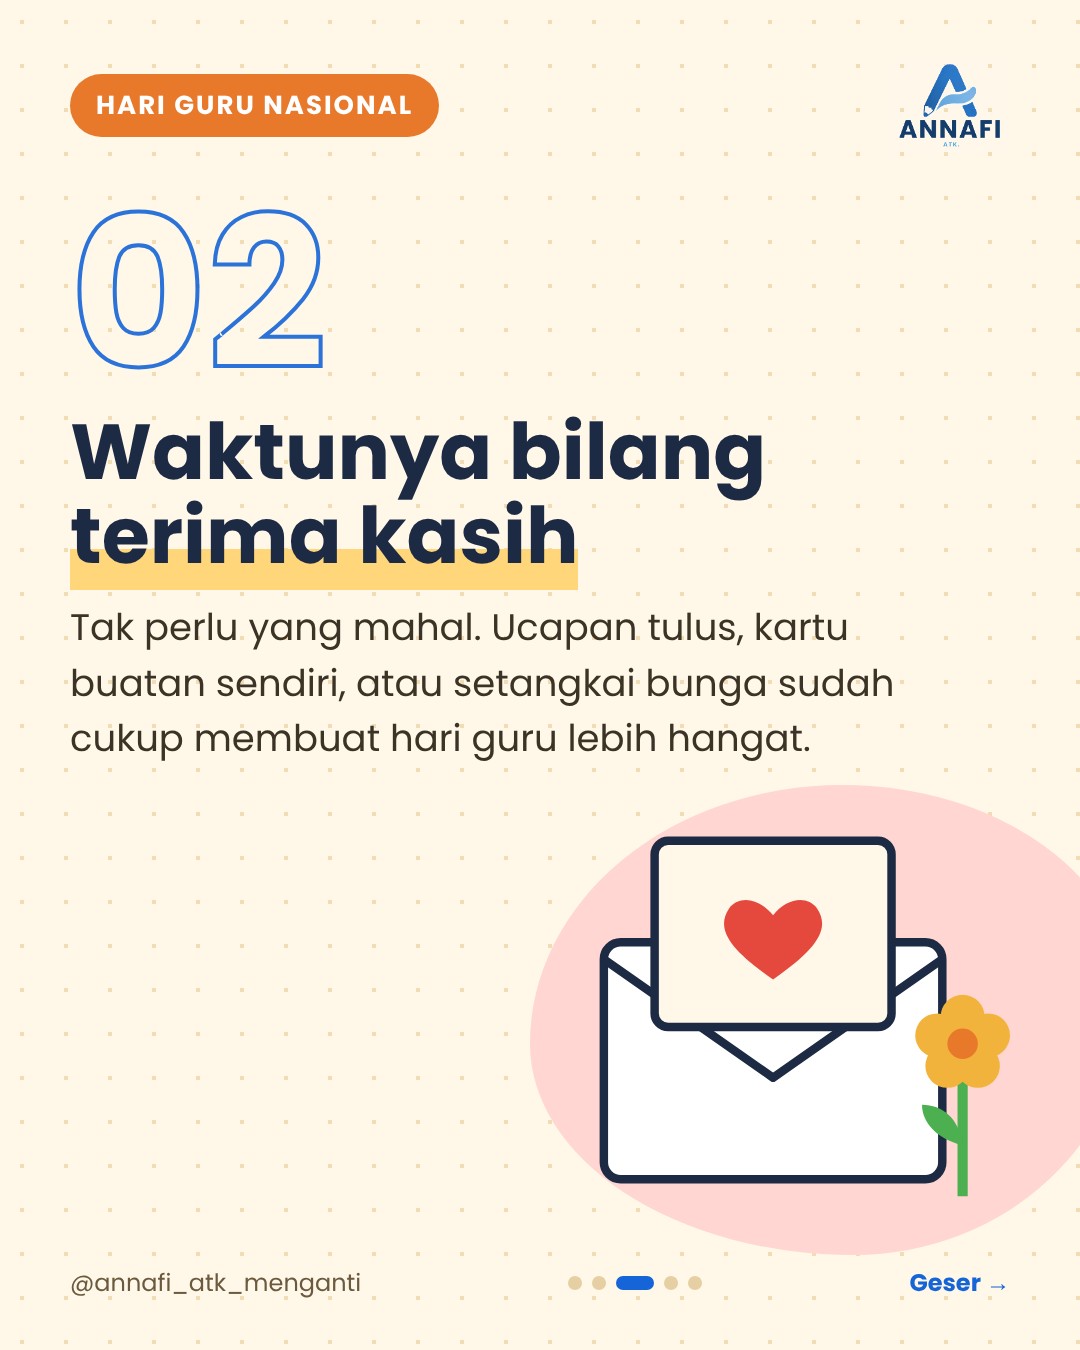 HARI GURU NASIONAL
ANNAFI
ATK.
02
Waktunya bilang
terima kasih
Tak perlu yang mahal. Ucapan tulus, kartu
buatan sendiri, atau setangkai bunga sudah
cukup membuat hari guru lebih hangat.
@annafi_atk_menganti
Geser →